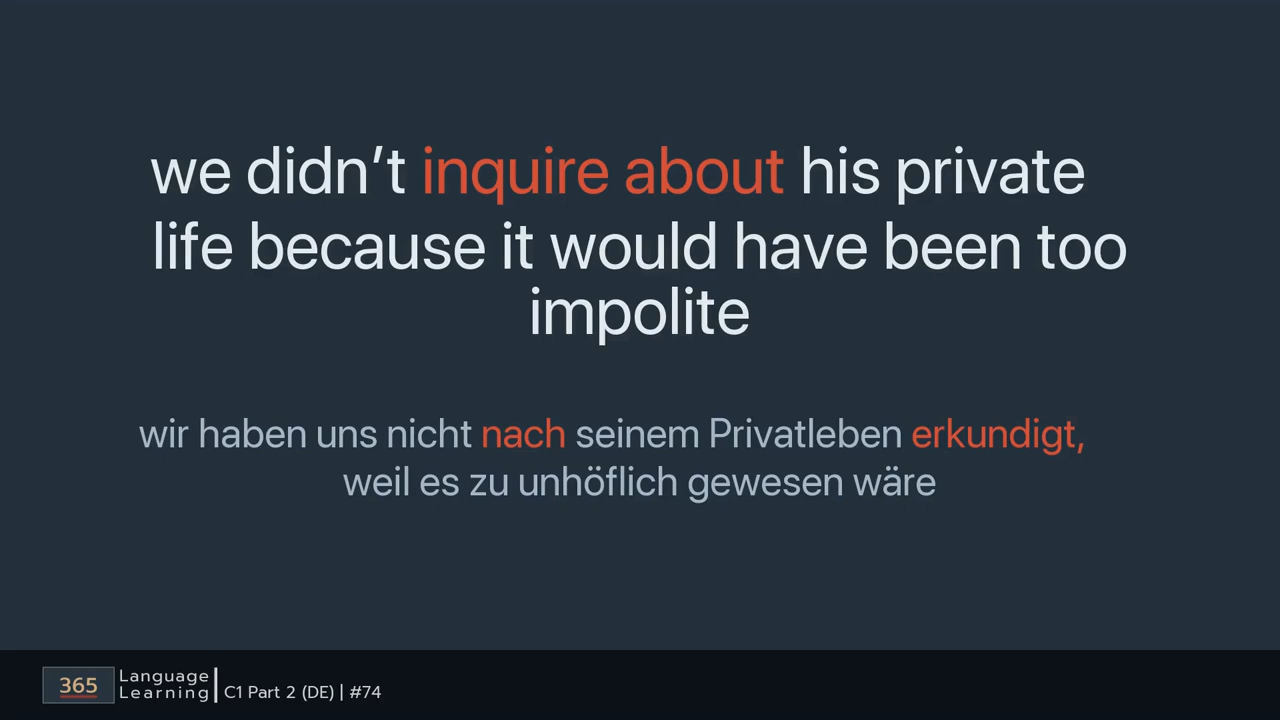 we didn’t inquire about his private
life because it would have been too
impolite
wir haben uns nicht nach seinem Privatleben erkundigt,
weil es zu unhöflich gewesen wäre
365
Language
Learning
C1 Part 2 (DE) | #74